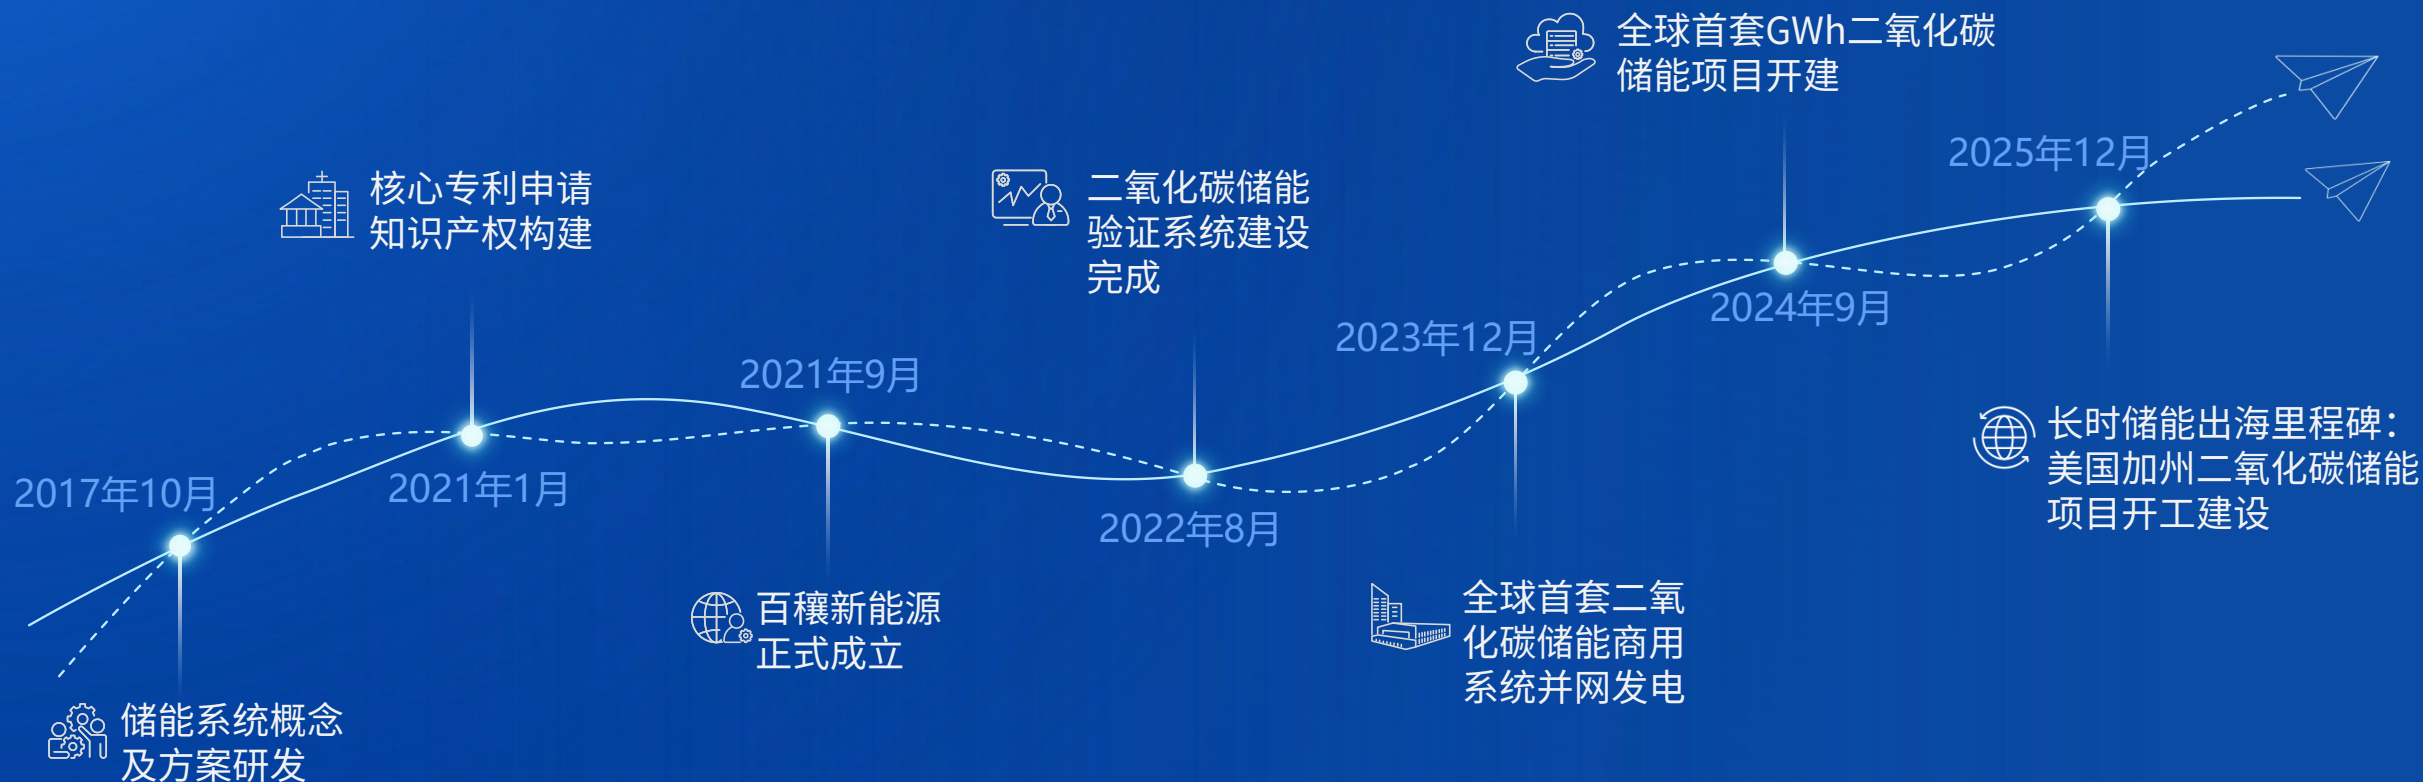 2017年10月
储能系统概念
及方案研发
核心专利申请
知识产权构建
2021年1月
2021年9月
百穰新能源
正式成立
二氧化碳储能
验证系统建设
完成
2022年8月
2023年12月
全球首套二氧
化碳储能商用
系统并网发电
全球首套GWh二氧化碳
储能项目开建
2024年9月
2025年12月
长时储能出海里程碑：
美国加州二氧化碳储能
项目开工建设